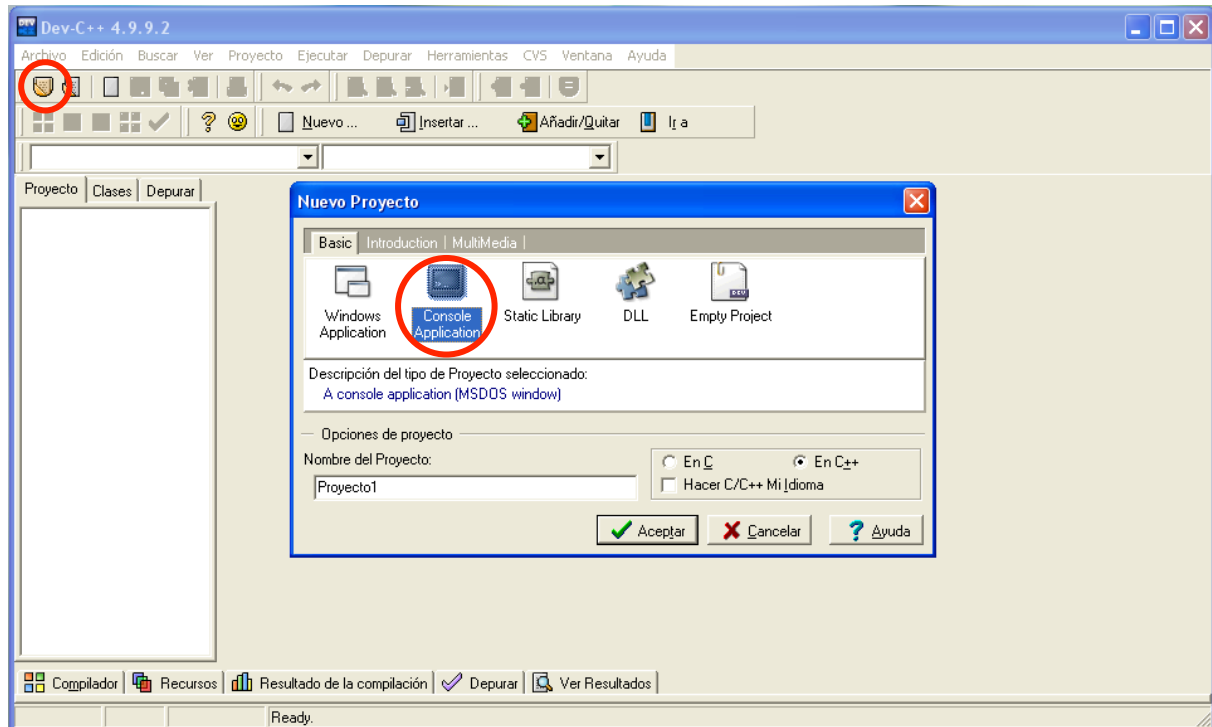 Dev-C++ 4.9.9.2
Archivo Edición Buscar Ver Proyecto Ejecutar Depurar Herramientas CVS Ventana Ayuda
Nuevo ... Insertar ... Añadir/Quitar Ir a
Proyecto Clases Depurar
Nuevo Proyecto
Basic Introduction MultiMedia
Windows Application
Console Application
Static Library
DLL
Empty Project
Descripción del tipo de Proyecto seleccionado:
A console application (MSDOS window)
Opciones de proyecto
Nombre del Proyecto:
Proyecto1
En C En C++
Hacer C/C++ Mi Idioma
Aceptar Cancelar Ayuda
Compilador Recursos Resultado de la compilación Depurar Ver Resultados
Ready.